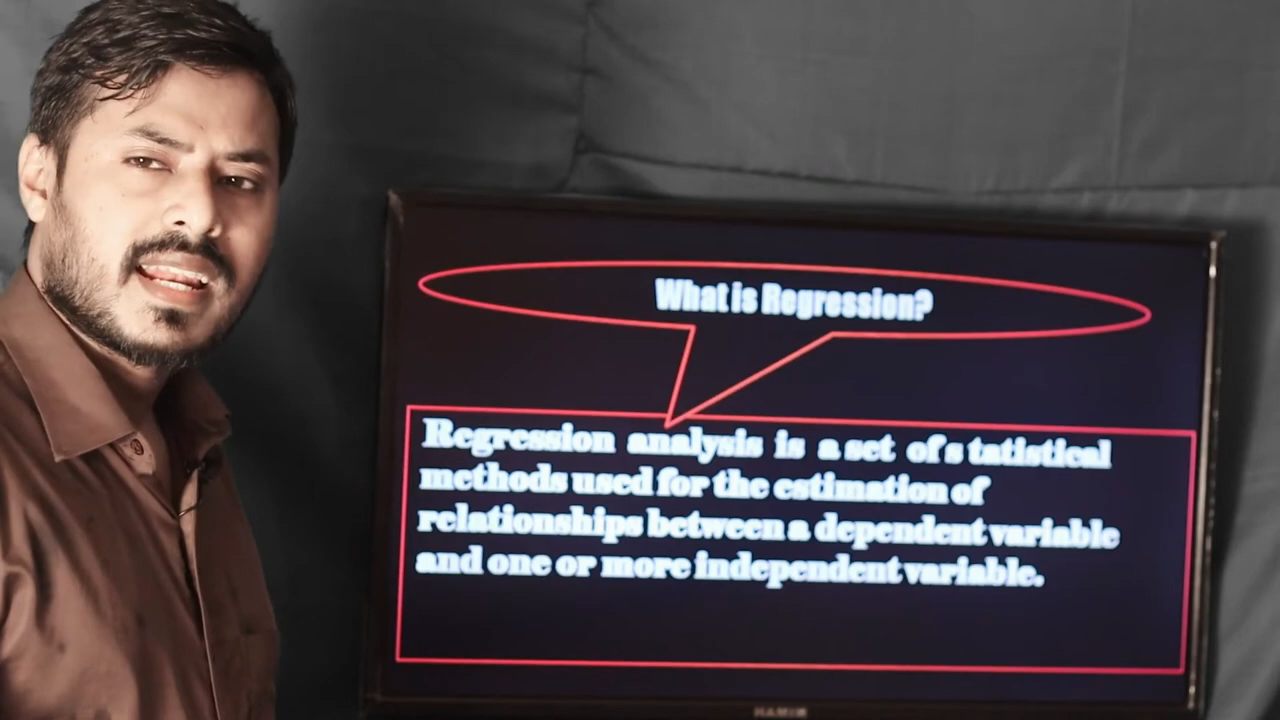 What is Regression?
Regression analysis is a set of s tatistical
methods used for the estimation of
relationships between a dependent variable
and one or more independent variable.